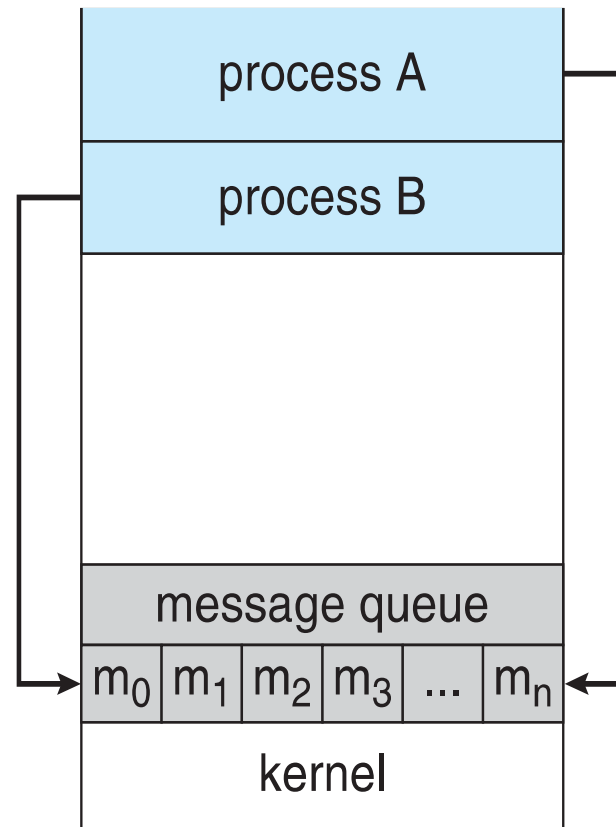 process A
process B
message queue
m0 m1 m2 m3 ... mn
kernel